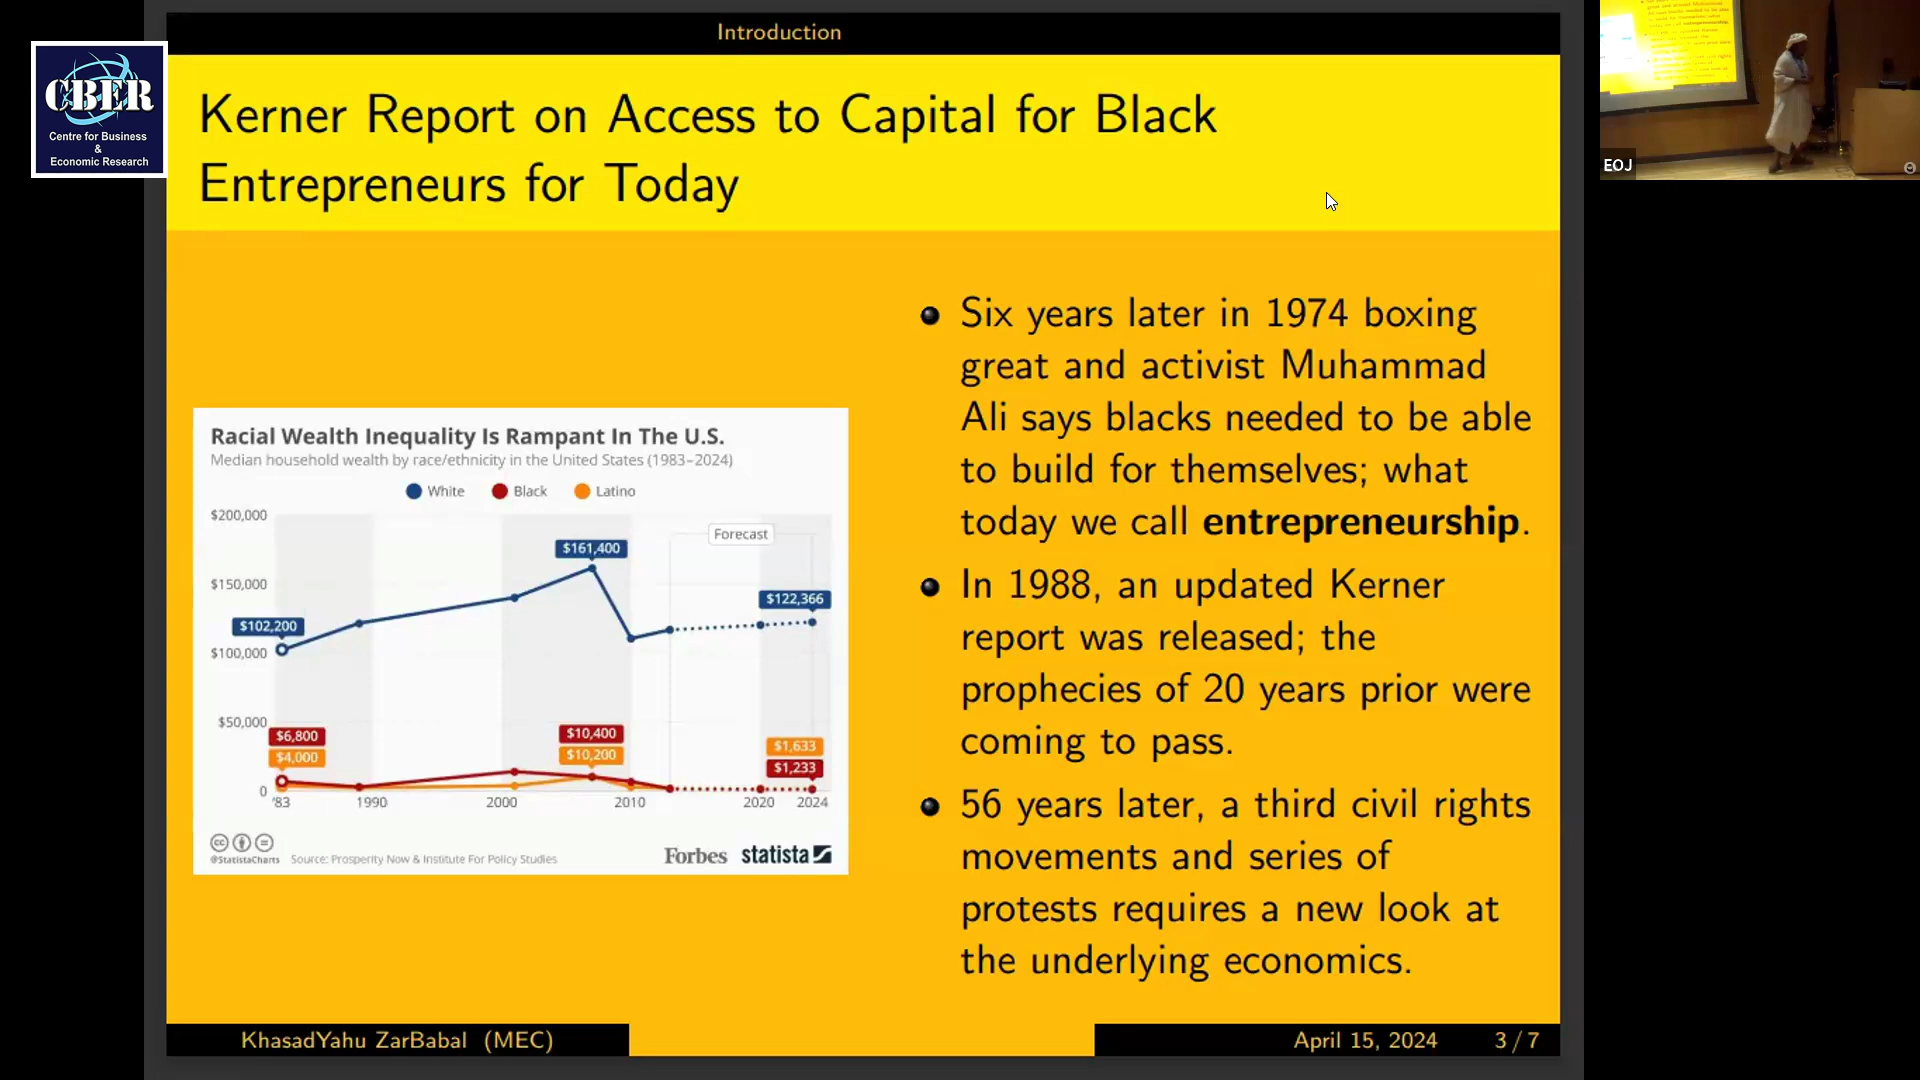 Introduction
CBER
Centre for Business
&
Economic Research
Kerner Report on Access to Capital for Black
Entrepreneurs for Today
EOJ
Racial Wealth Inequality Is Rampant In The U.S.
Median household wealth by race/ethnicity in the United States (1983–2024)
White Black Latino
$200,000
Forecast
$161,400
$150,000
$122,366
$102,200
$100,000
$50,000
$6,800 $10,400 $1,633
$4,000 $10,200 $1,233
0
'83 1990 2000 2010 2020 2024
@StatistaCharts Source: Prosperity Now & Institute For Policy Studies
Forbes statista
Six years later in 1974 boxing
great and activist Muhammad
Ali says blacks needed to be able
to build for themselves; what
today we call entrepreneurship.
In 1988, an updated Kerner
report was released; the
prophecies of 20 years prior were
coming to pass.
56 years later, a third civil rights
movements and series of
protests requires a new look at
the underlying economics.
KhasadYahu ZarBabal (MEC)
April 15, 2024 3 / 7